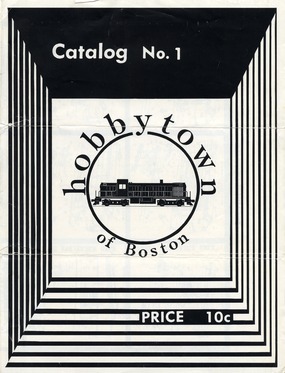 Catalog No. 1
hobbytown
of Boston
PRICE 10c